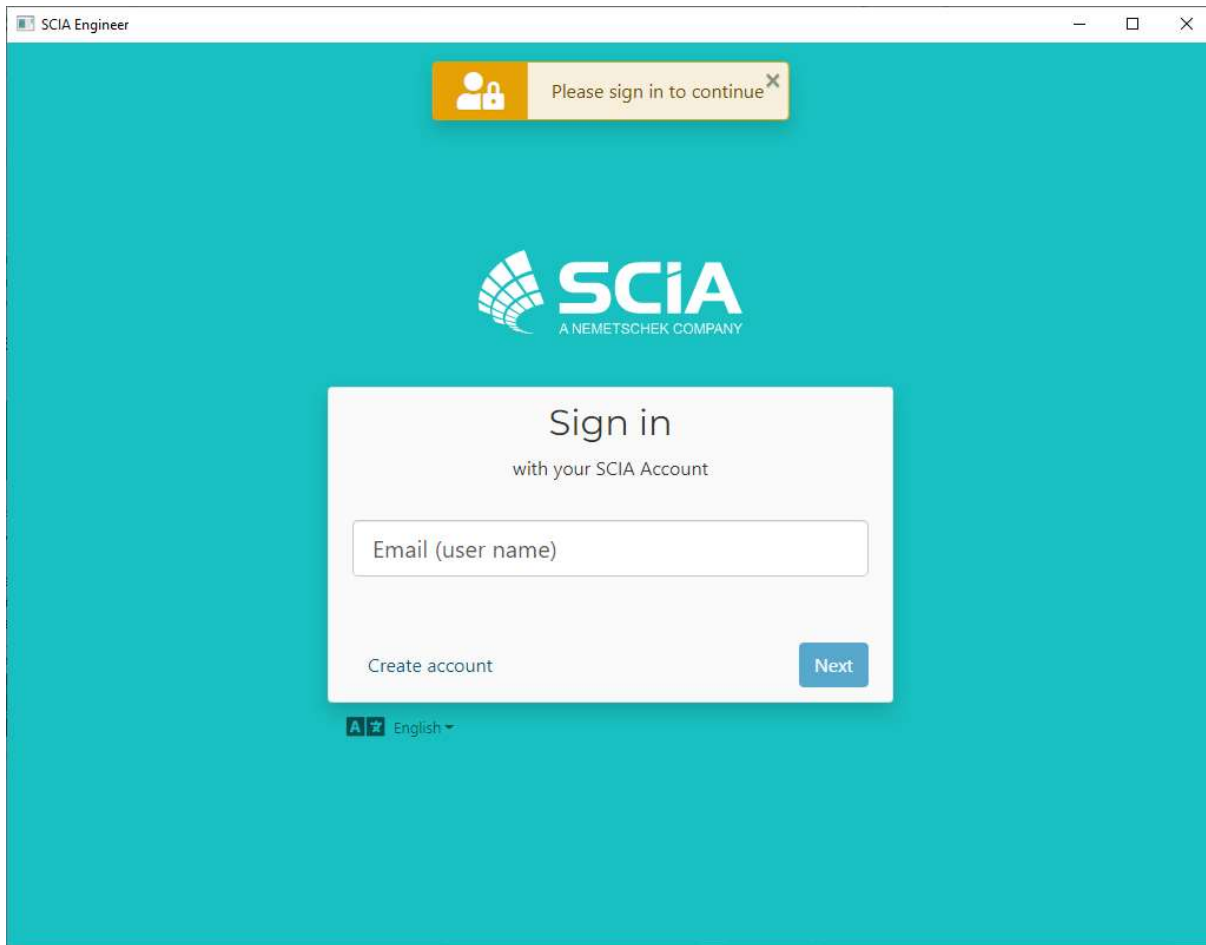 SCIA Engineer
Please sign in to continue
SCiA
A NEMETSCHEK COMPANY
Sign in
with your SCIA Account
Email (user name)
Create account
Next
English